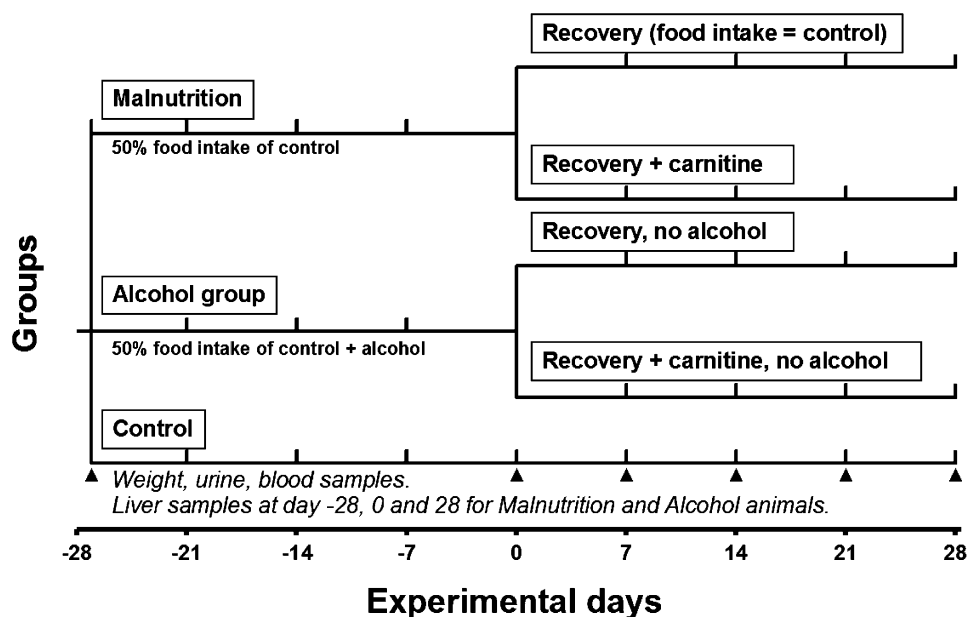 Recovery (food intake = control)
Malnutrition
50% food intake of control
Recovery + carnitine
Recovery, no alcohol
Alcohol group
50% food intake of control + alcohol
Recovery + carnitine, no alcohol
Control
Weight, urine, blood samples.
Liver samples at day -28, 0 and 28 for Malnutrition and Alcohol animals.
Groups
-28 -21 -14 -7 0 7 14 21 28
Experimental days